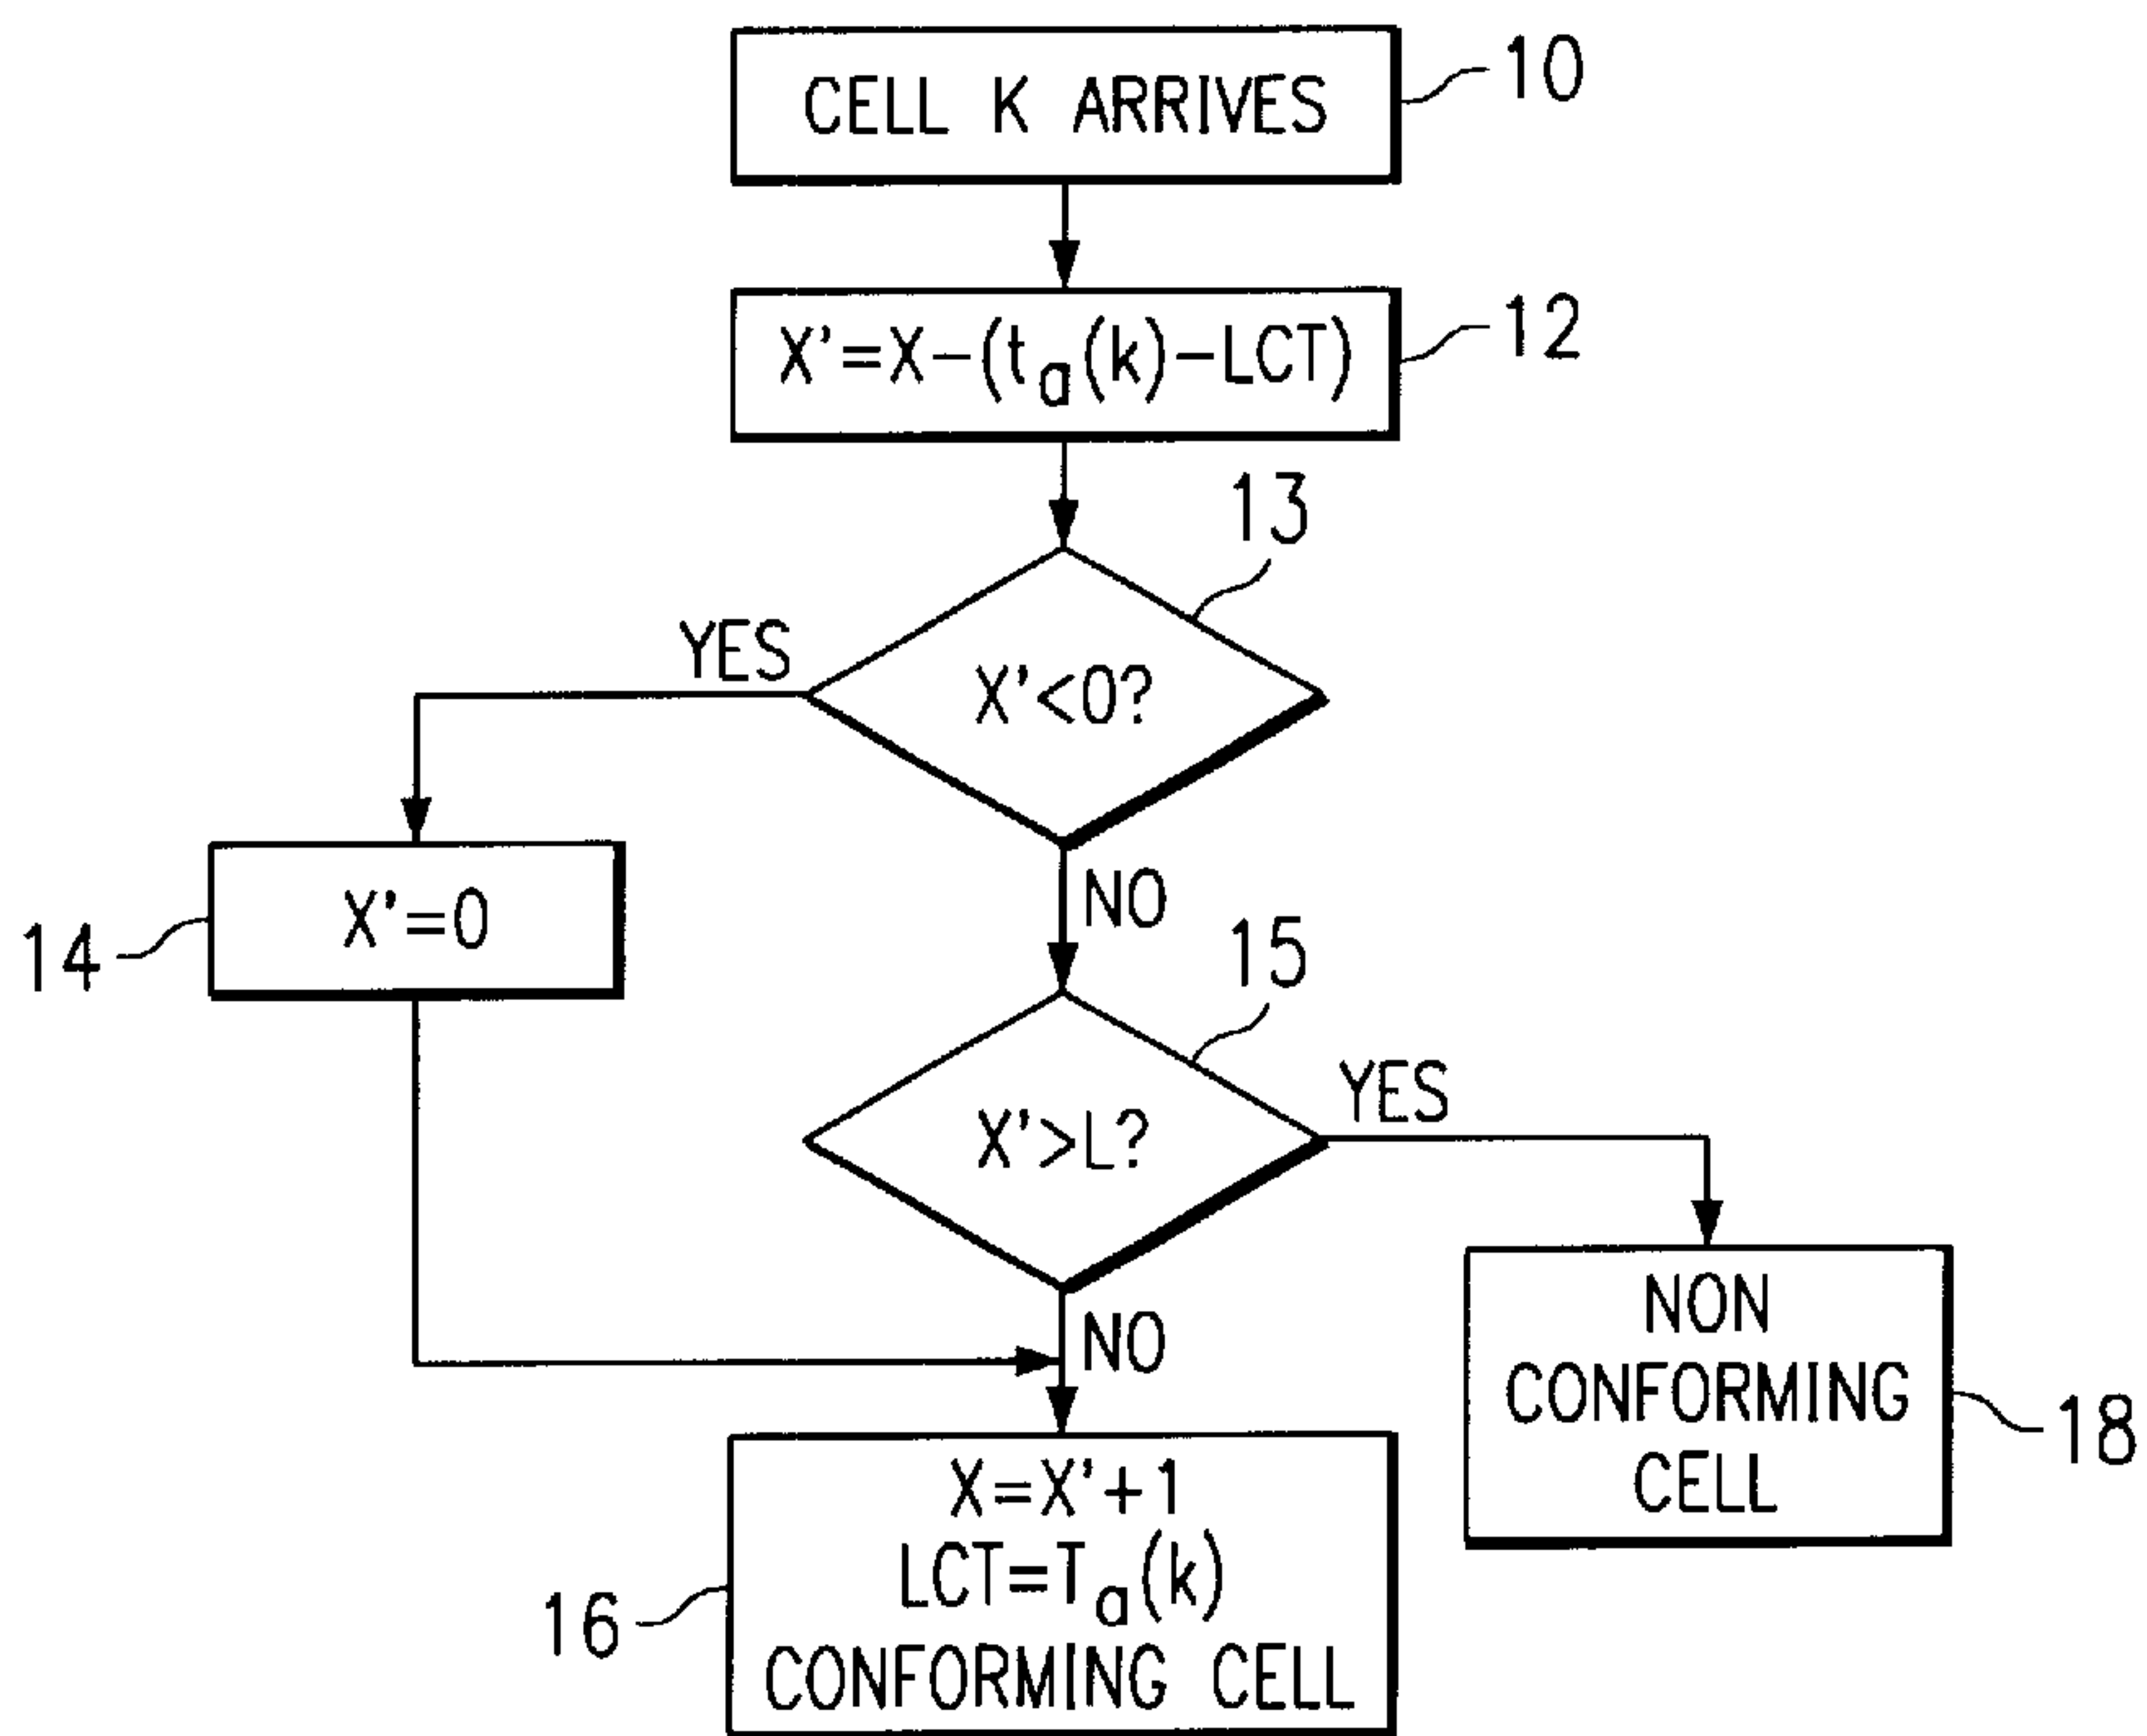 CELL K ARRIVES
10
X'=X-(ta(k)-LCT)
12
13
YES
X'<0?
NO
14
X'=0
15
X'>L?
YES
NO
NON
CONFORMING
CELL
18
X=X'+1
LCT=Ta(k)
CONFORMING CELL
16